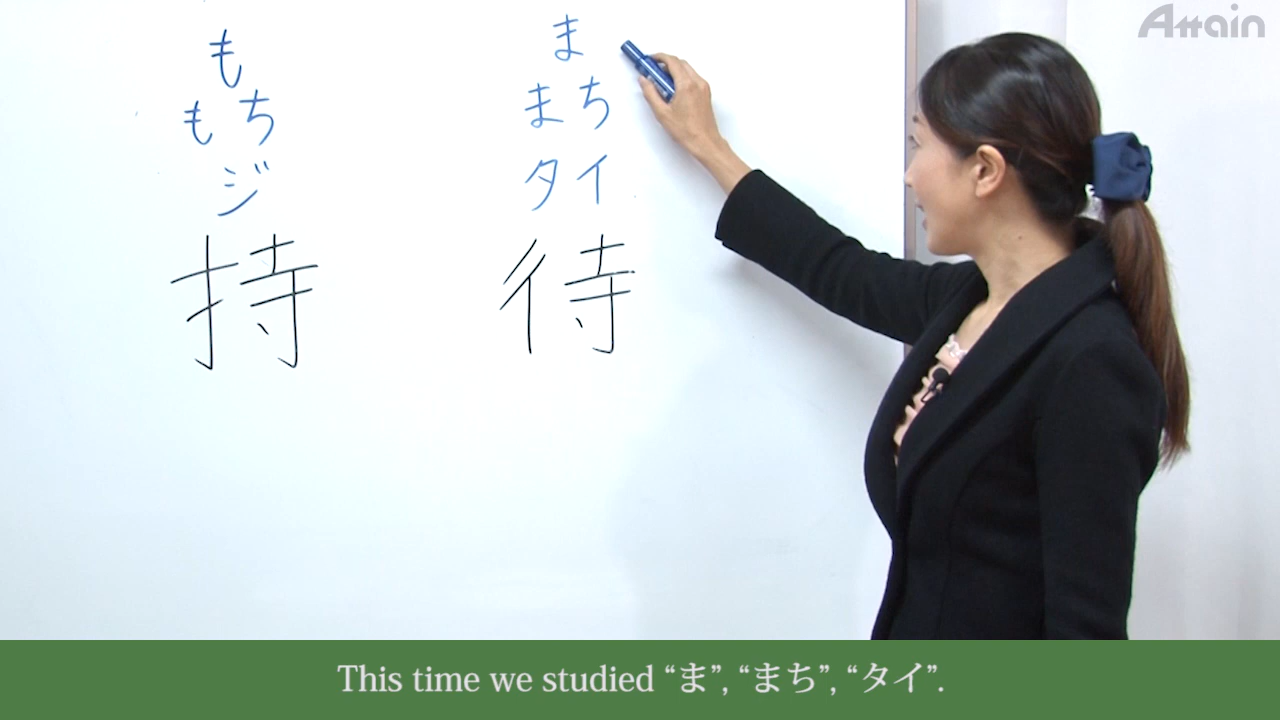 Attain
も
もち
ジ
持
ま
まち
タイ
待
This time we studied “ま”, “まち”, “タイ”.